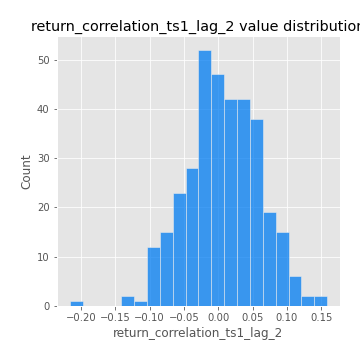 return_correlation_ts1_lag_2 value distribution
50
40
30
20
10
0
Count
−0.20 −0.15 −0.10 −0.05 0.00 0.05 0.10 0.15
return_correlation_ts1_lag_2